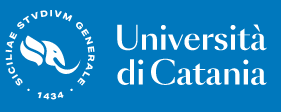 SICILIAE STVDIVM GENERALE
· 1434 ·
Università
di Catania